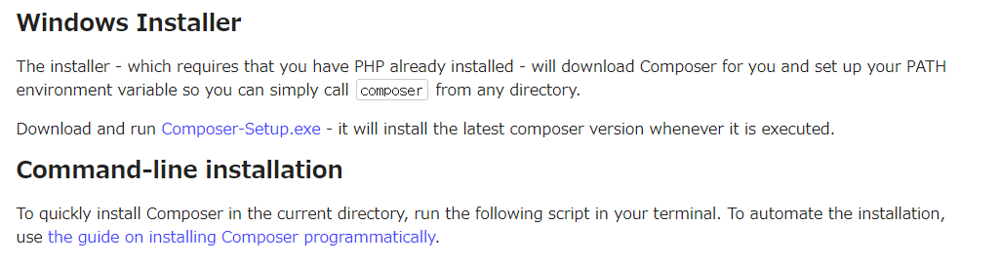 Windows Installer
The installer - which requires that you have PHP already installed - will download Composer for you and set up your PATH
environment variable so you can simply call composer from any directory.
Download and run Composer-Setup.exe - it will install the latest composer version whenever it is executed.
Command-line installation
To quickly install Composer in the current directory, run the following script in your terminal. To automate the installation,
use the guide on installing Composer programmatically.